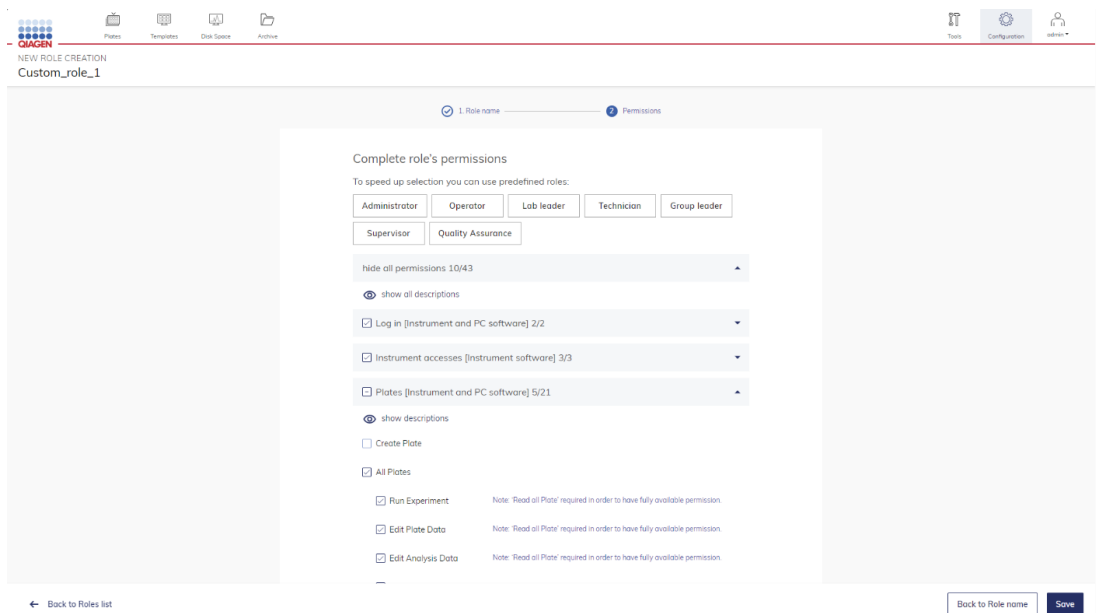 Plates Templates Disk Space Archive Tools Configuration admin
QIAGEN
NEW ROLE CREATION
Custom_role_1
1. Role name 2 Permissions
Complete role's permissions
To speed up selection you can use predefined roles:
Administrator Operator Lab leader Technician Group leader
Supervisor Quality Assurance
hide all permissions 10/43
show all descriptions
Log in [Instrument and PC software] 2/2
Instrument accesses [Instrument software] 3/3
Plates [Instrument and PC software] 5/21
show descriptions
Create Plate
All Plates
Run Experiment Note: 'Read all Plate' required in order to have fully available permission.
Edit Plate Data Note: 'Read all Plate' required in order to have fully available permission.
Edit Analysis Data Note: 'Read all Plate' required in order to have fully available permission.
Back to Roles list Back to Role name Save